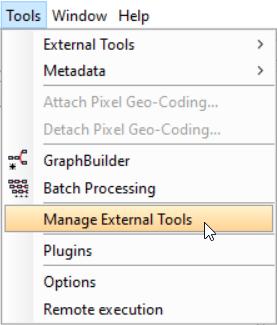 Tools Window Help
External Tools
Metadata
Attach Pixel Geo-Coding...
Detach Pixel Geo-Coding...
GraphBuilder
Batch Processing
Manage External Tools
Plugins
Options
Remote execution